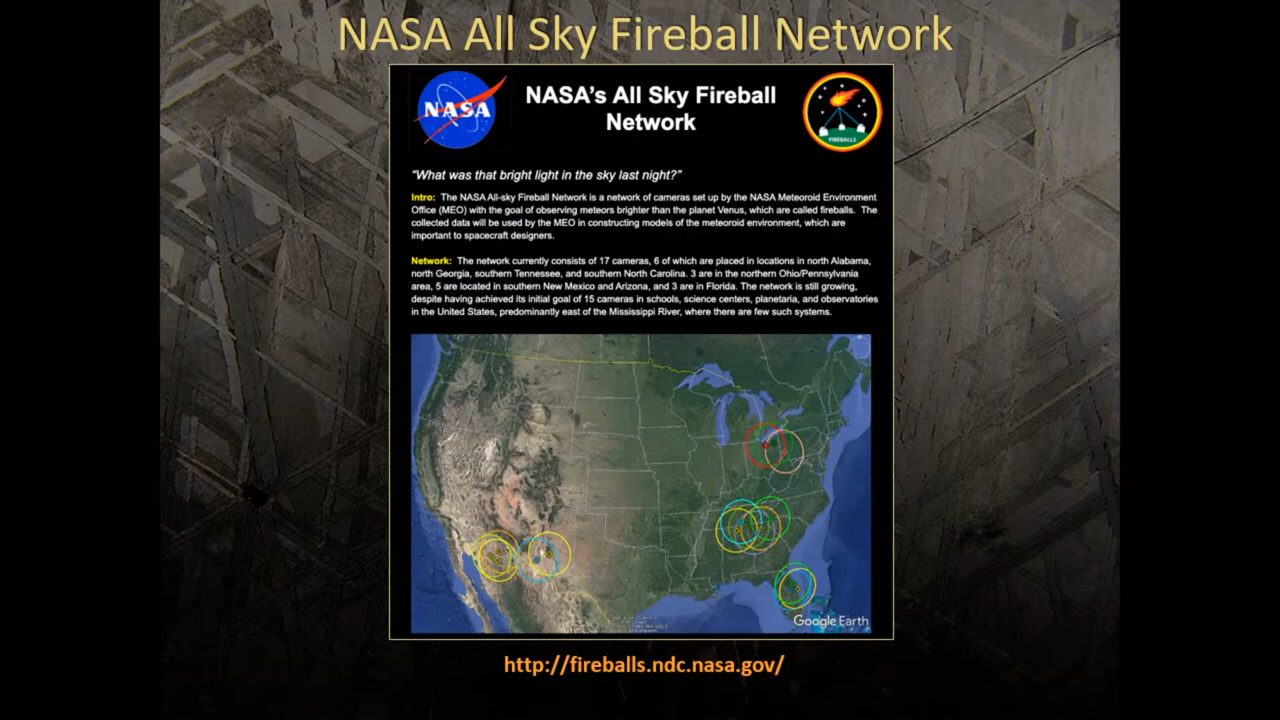 NASA All Sky Fireball Network
NASA
NASA's All Sky Fireball
Network
FIREBALLS
"What was that bright light in the sky last night?"
Intro: The NASA All-sky Fireball Network is a network of cameras set up by the NASA Meteoroid Environment
Office (MEO) with the goal of observing meteors brighter than the planet Venus, which are called fireballs. The
collected data will be used by the MEO in constructing models of the meteoroid environment, which are
important to spacecraft designers.
Network: The network currently consists of 17 cameras, 6 of which are placed in locations in north Alabama,
north Georgia, southern Tennessee, and southern North Carolina. 3 are in the northern Ohio/Pennsylvania
area, 5 are located in southern New Mexico and Arizona, and 3 are in Florida. The network is still growing,
despite having achieved its initial goal of 15 cameras in schools, science centers, planetaria, and observatories
in the United States, predominantly east of the Mississippi River, where there are few such systems.
Google Earth
http://fireballs.ndc.nasa.gov/